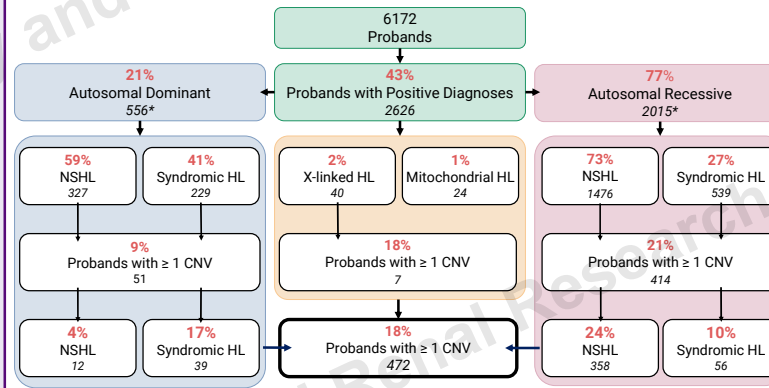 6172
Probands
21%
Autosomal Dominant
556*
43%
Probands with Positive Diagnoses
2626
77%
Autosomal Recessive
2015*
59%
NSHL
327
41%
Syndromic HL
229
2%
X-linked HL
40
1%
Mitochondrial HL
24
73%
NSHL
1476
27%
Syndromic HL
539
9%
Probands with ≥ 1 CNV
51
18%
Probands with ≥ 1 CNV
7
21%
Probands with ≥ 1 CNV
414
4%
NSHL
12
17%
Syndromic HL
39
18%
Probands with ≥ 1 CNV
472
24%
NSHL
358
10%
Syndromic HL
56
and
Renal Research